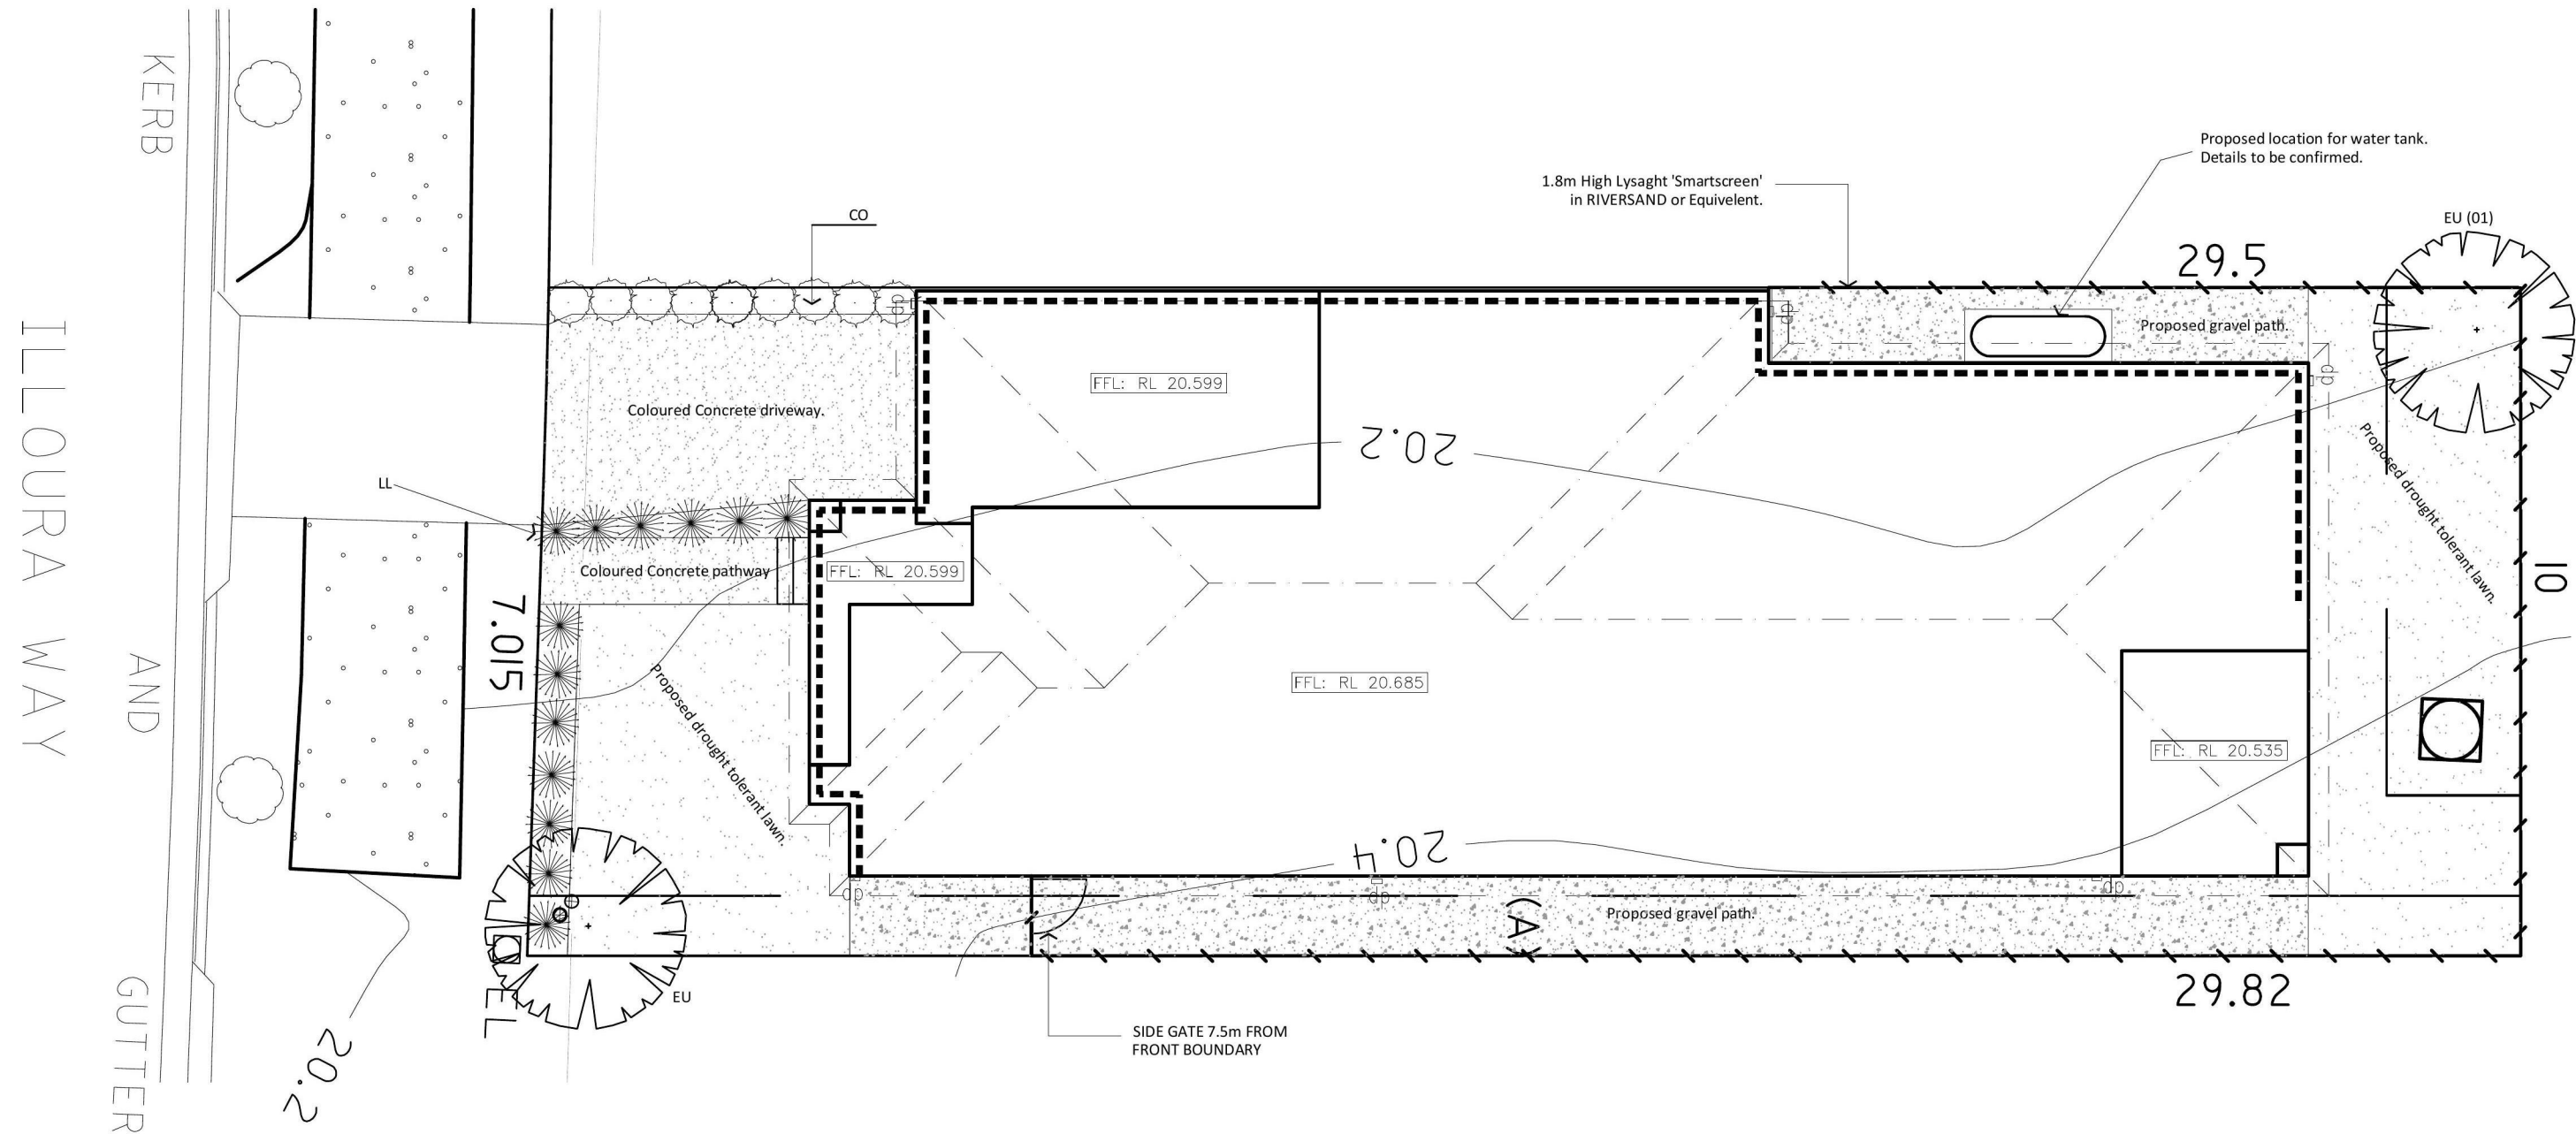 KERB
AND
GUTTER
ILLOURA WAY
CO
1.8m High Lysaght 'Smartscreen'
in RIVERSAND or Equivelent.
Proposed location for water tank.
Details to be confirmed.
EU (01)
29.5
dp
dp
Proposed gravel path.
dp
FFL: RL 20.599
Coloured Concrete driveway.
20.2
LL
Proposed drought tolerant lawn.
10
Coloured Concrete pathway
FFL: RL 20.599
7.015
Proposed drought tolerant lawn.
FFL: RL 20.685
FFL: RL 20.535
20.4
dp
dp
dp
(A)
Proposed gravel path.
EL
EU
29.82
SIDE GATE 7.5m FROM
FRONT BOUNDARY
20.2